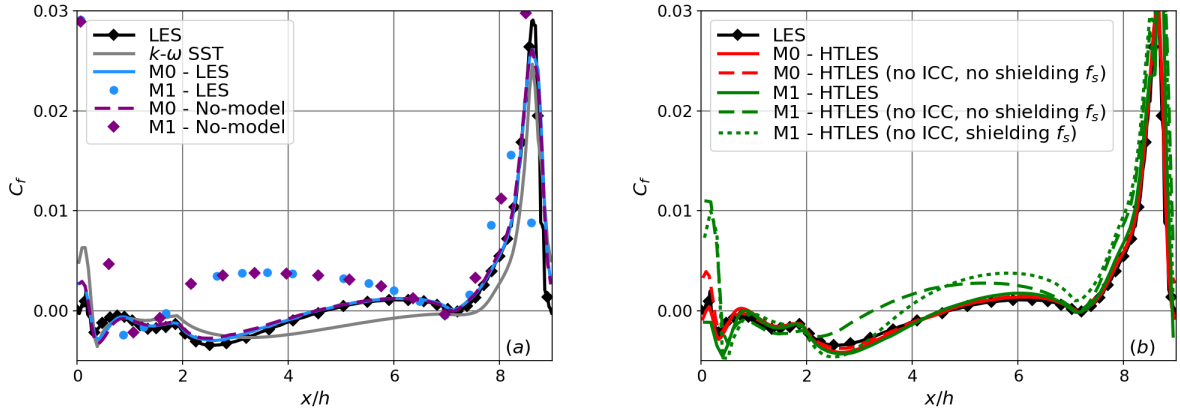 0.03
0.02
0.01
0.00
C_f
LES
k-ω SST
M0 - LES
M1 - LES
M0 - No-model
M1 - No-model
(a)
0 2 4 6 8
x/h
0.03
0.02
0.01
0.00
C_f
LES
M0 - HTLES
M0 - HTLES (no ICC, no shielding f_s)
M1 - HTLES
M1 - HTLES (no ICC, no shielding f_s)
M1 - HTLES (no ICC, shielding f_s)
(b)
0 2 4 6 8
x/h